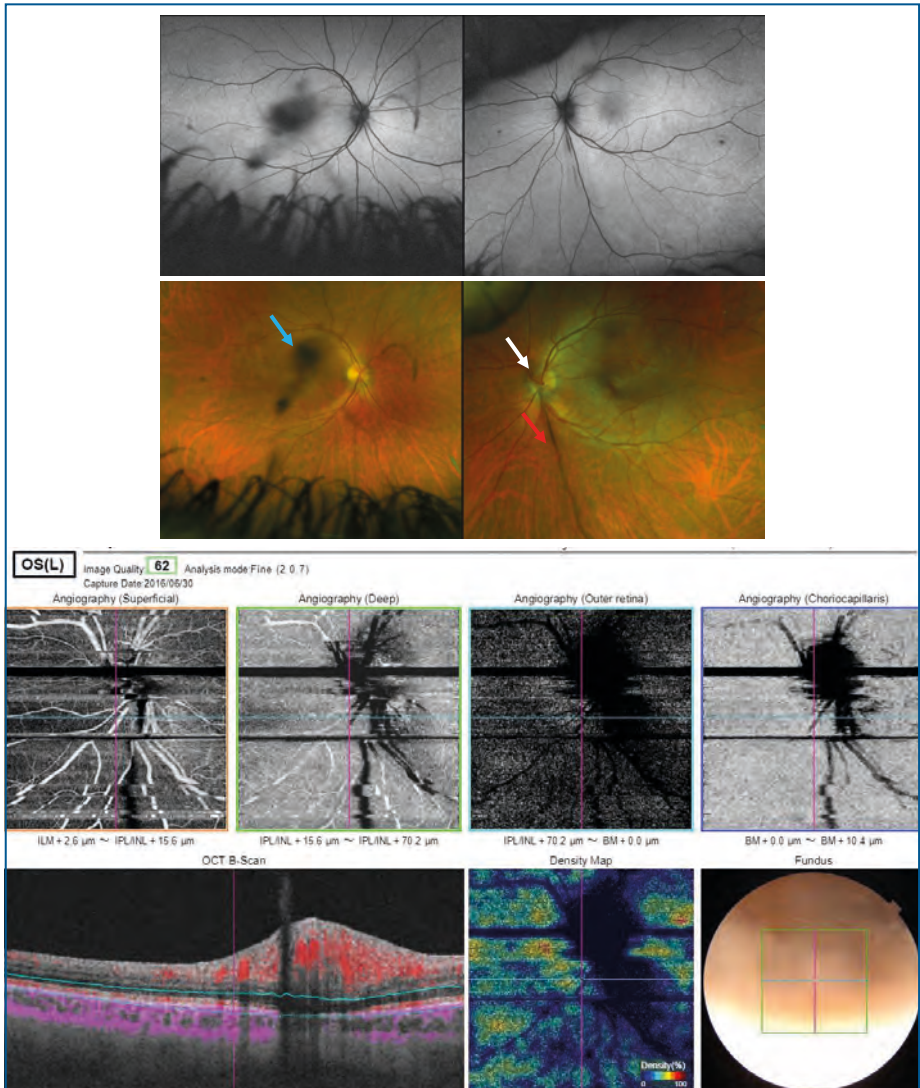 OS(L) Image Quality: 62 Analysis mode:Fine (2.0.7)
Capture Date:2016/06/30
Angiography (Superficial) Angiography (Deep) Angiography (Outer retina) Angiography (Choriocapillaris)
ILM + 2.6 µm ～ IPL/INL + 15.6 µm IPL/INL + 15.6 µm ～ IPL/INL + 70.2 µm IPL/INL + 70.2 µm ～ BM + 0.0 µm BM + 0.0 µm ～ BM + 10.4 µm
OCT B-Scan Density Map Fundus
Density(%)
0 100